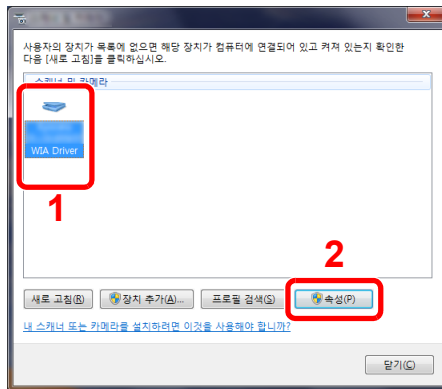 사용자의 장치가 목록에 없으면 해당 장치가 컴퓨터에 연결되어 있고 켜져 있는지 확인한
다음 [새로 고침]를 클릭하십시오.
스캐너 및 카메라
WIA Driver
1
2
새로 고침(R)
장치 추가(A)...
프로필 검색(S)
속성(P)
내 스캐너 또는 카메라를 설치하려면 이것을 사용해야 합니까?
닫기(C)